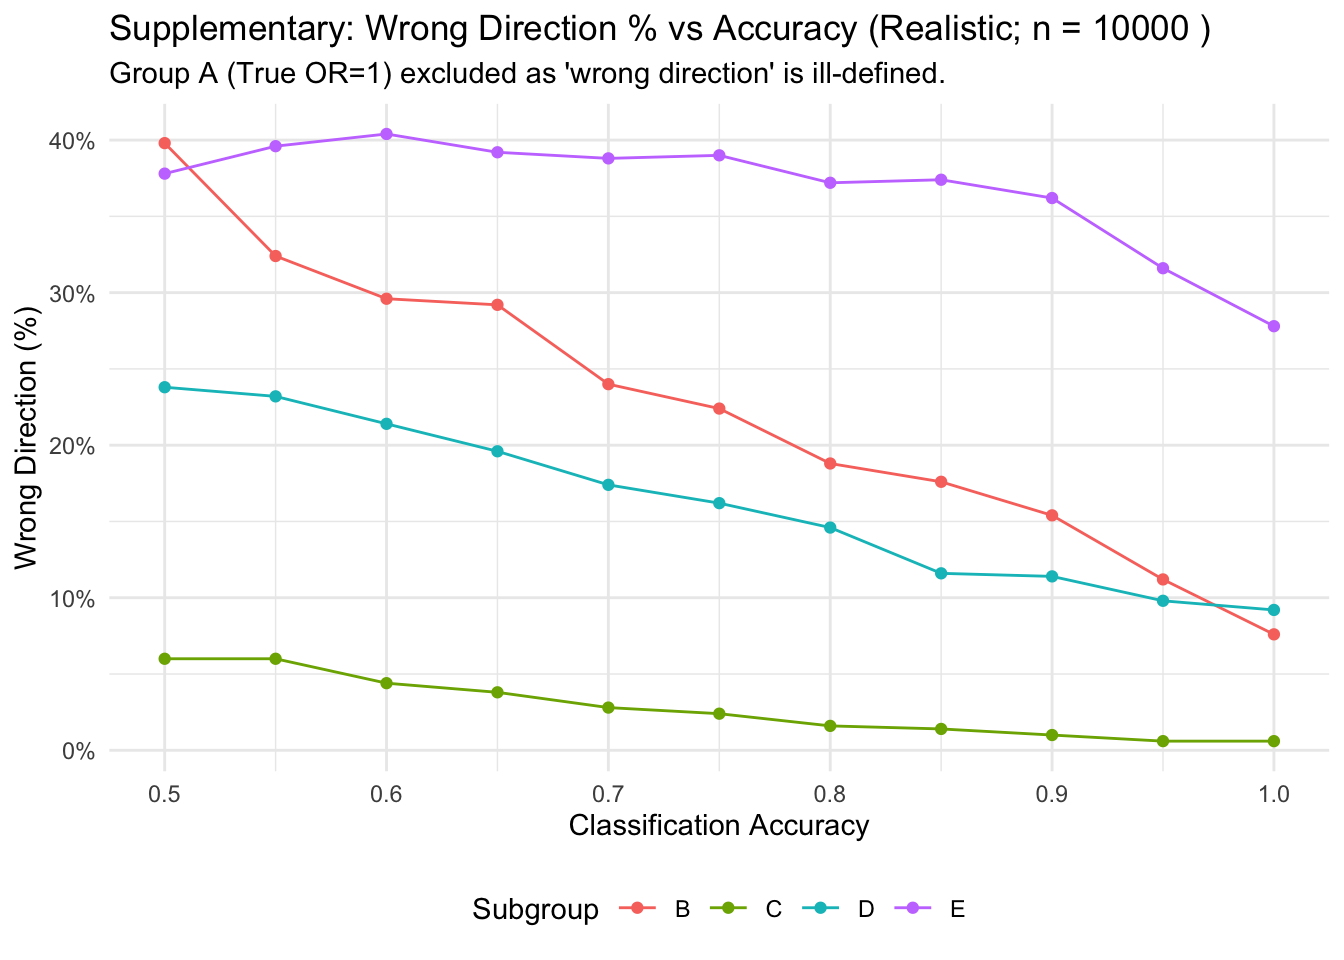 Supplementary: Wrong Direction % vs Accuracy (Realistic; n = 10000 )
Group A (True OR=1) excluded as 'wrong direction' is ill-defined.
Wrong Direction (%)
40%
30%
20%
10%
0%
0.5 0.6 0.7 0.8 0.9 1.0
Classification Accuracy
Subgroup B C D E